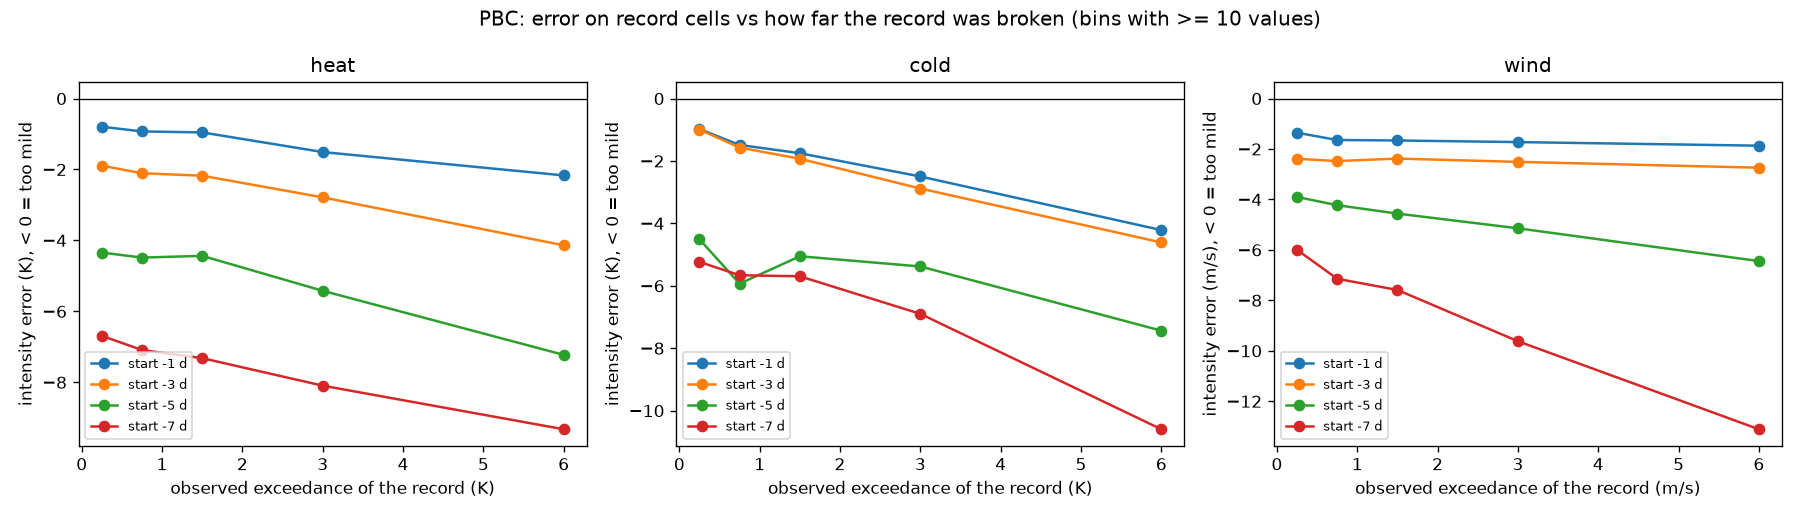 PBC: error on record cells vs how far the record was broken (bins with >= 10 values)
heat
intensity error (K), < 0 = too mild
0
−2
−4
−6
−8
start -1 d
start -3 d
start -5 d
start -7 d
0 1 2 3 4 5 6
observed exceedance of the record (K)
cold
intensity error (K), < 0 = too mild
0
−2
−4
−6
−8
−10
start -1 d
start -3 d
start -5 d
start -7 d
0 1 2 3 4 5 6
observed exceedance of the record (K)
wind
intensity error (m/s), < 0 = too mild
0
−2
−4
−6
−8
−10
−12
start -1 d
start -3 d
start -5 d
start -7 d
0 1 2 3 4 5 6
observed exceedance of the record (m/s)